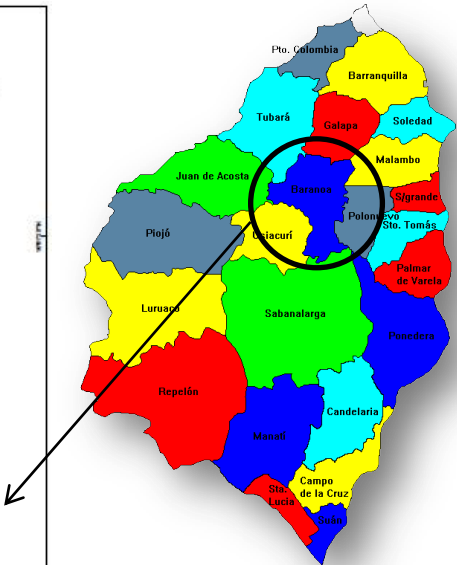 Pto. Colombia
Barranquilla
Tubará
Galapa
Soledad
Malambo
Juan de Acosta
Baranoa
S/grande
Polonuevo
Sto. Tomás
Usiacurí
Piojó
Palmar
de Varela
Luruaco
Sabanalarga
Ponedera
Repelón
Candelaria
Manatí
Campo
de la Cruz
Sta.
Lucia
Suán